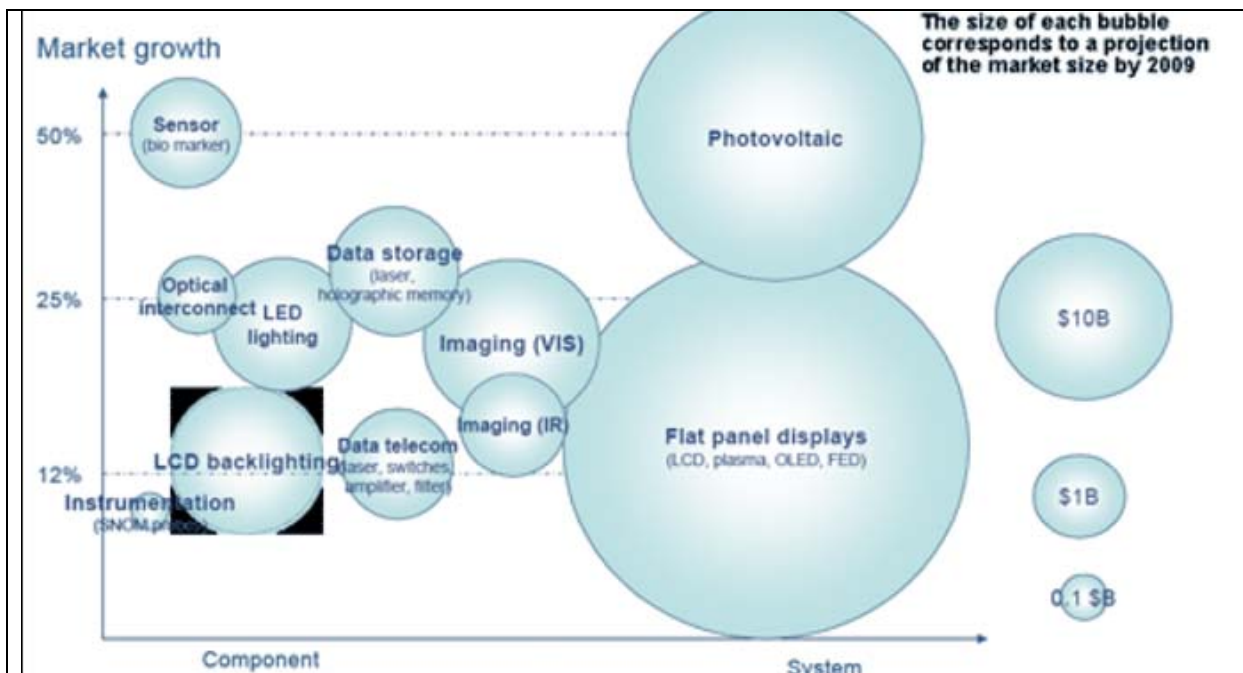 The size of each bubble
corresponds to a projection
of the market size by 2009
Market growth
50%
Sensor
(bio marker)
Photovoltaic
Data storage
(laser,
holographic memory)
25%
Optical
interconnect
LED
lighting
Imaging (VIS)
$10B
Imaging (IR)
Flat panel displays
(LCD, plasma, OLED, FED)
12%
LCD backlighting
Data telecom
(laser, switches,
amplifier, filter)
Instrumentation
(SNOM probes)
$1B
0.1 $B
Component
System